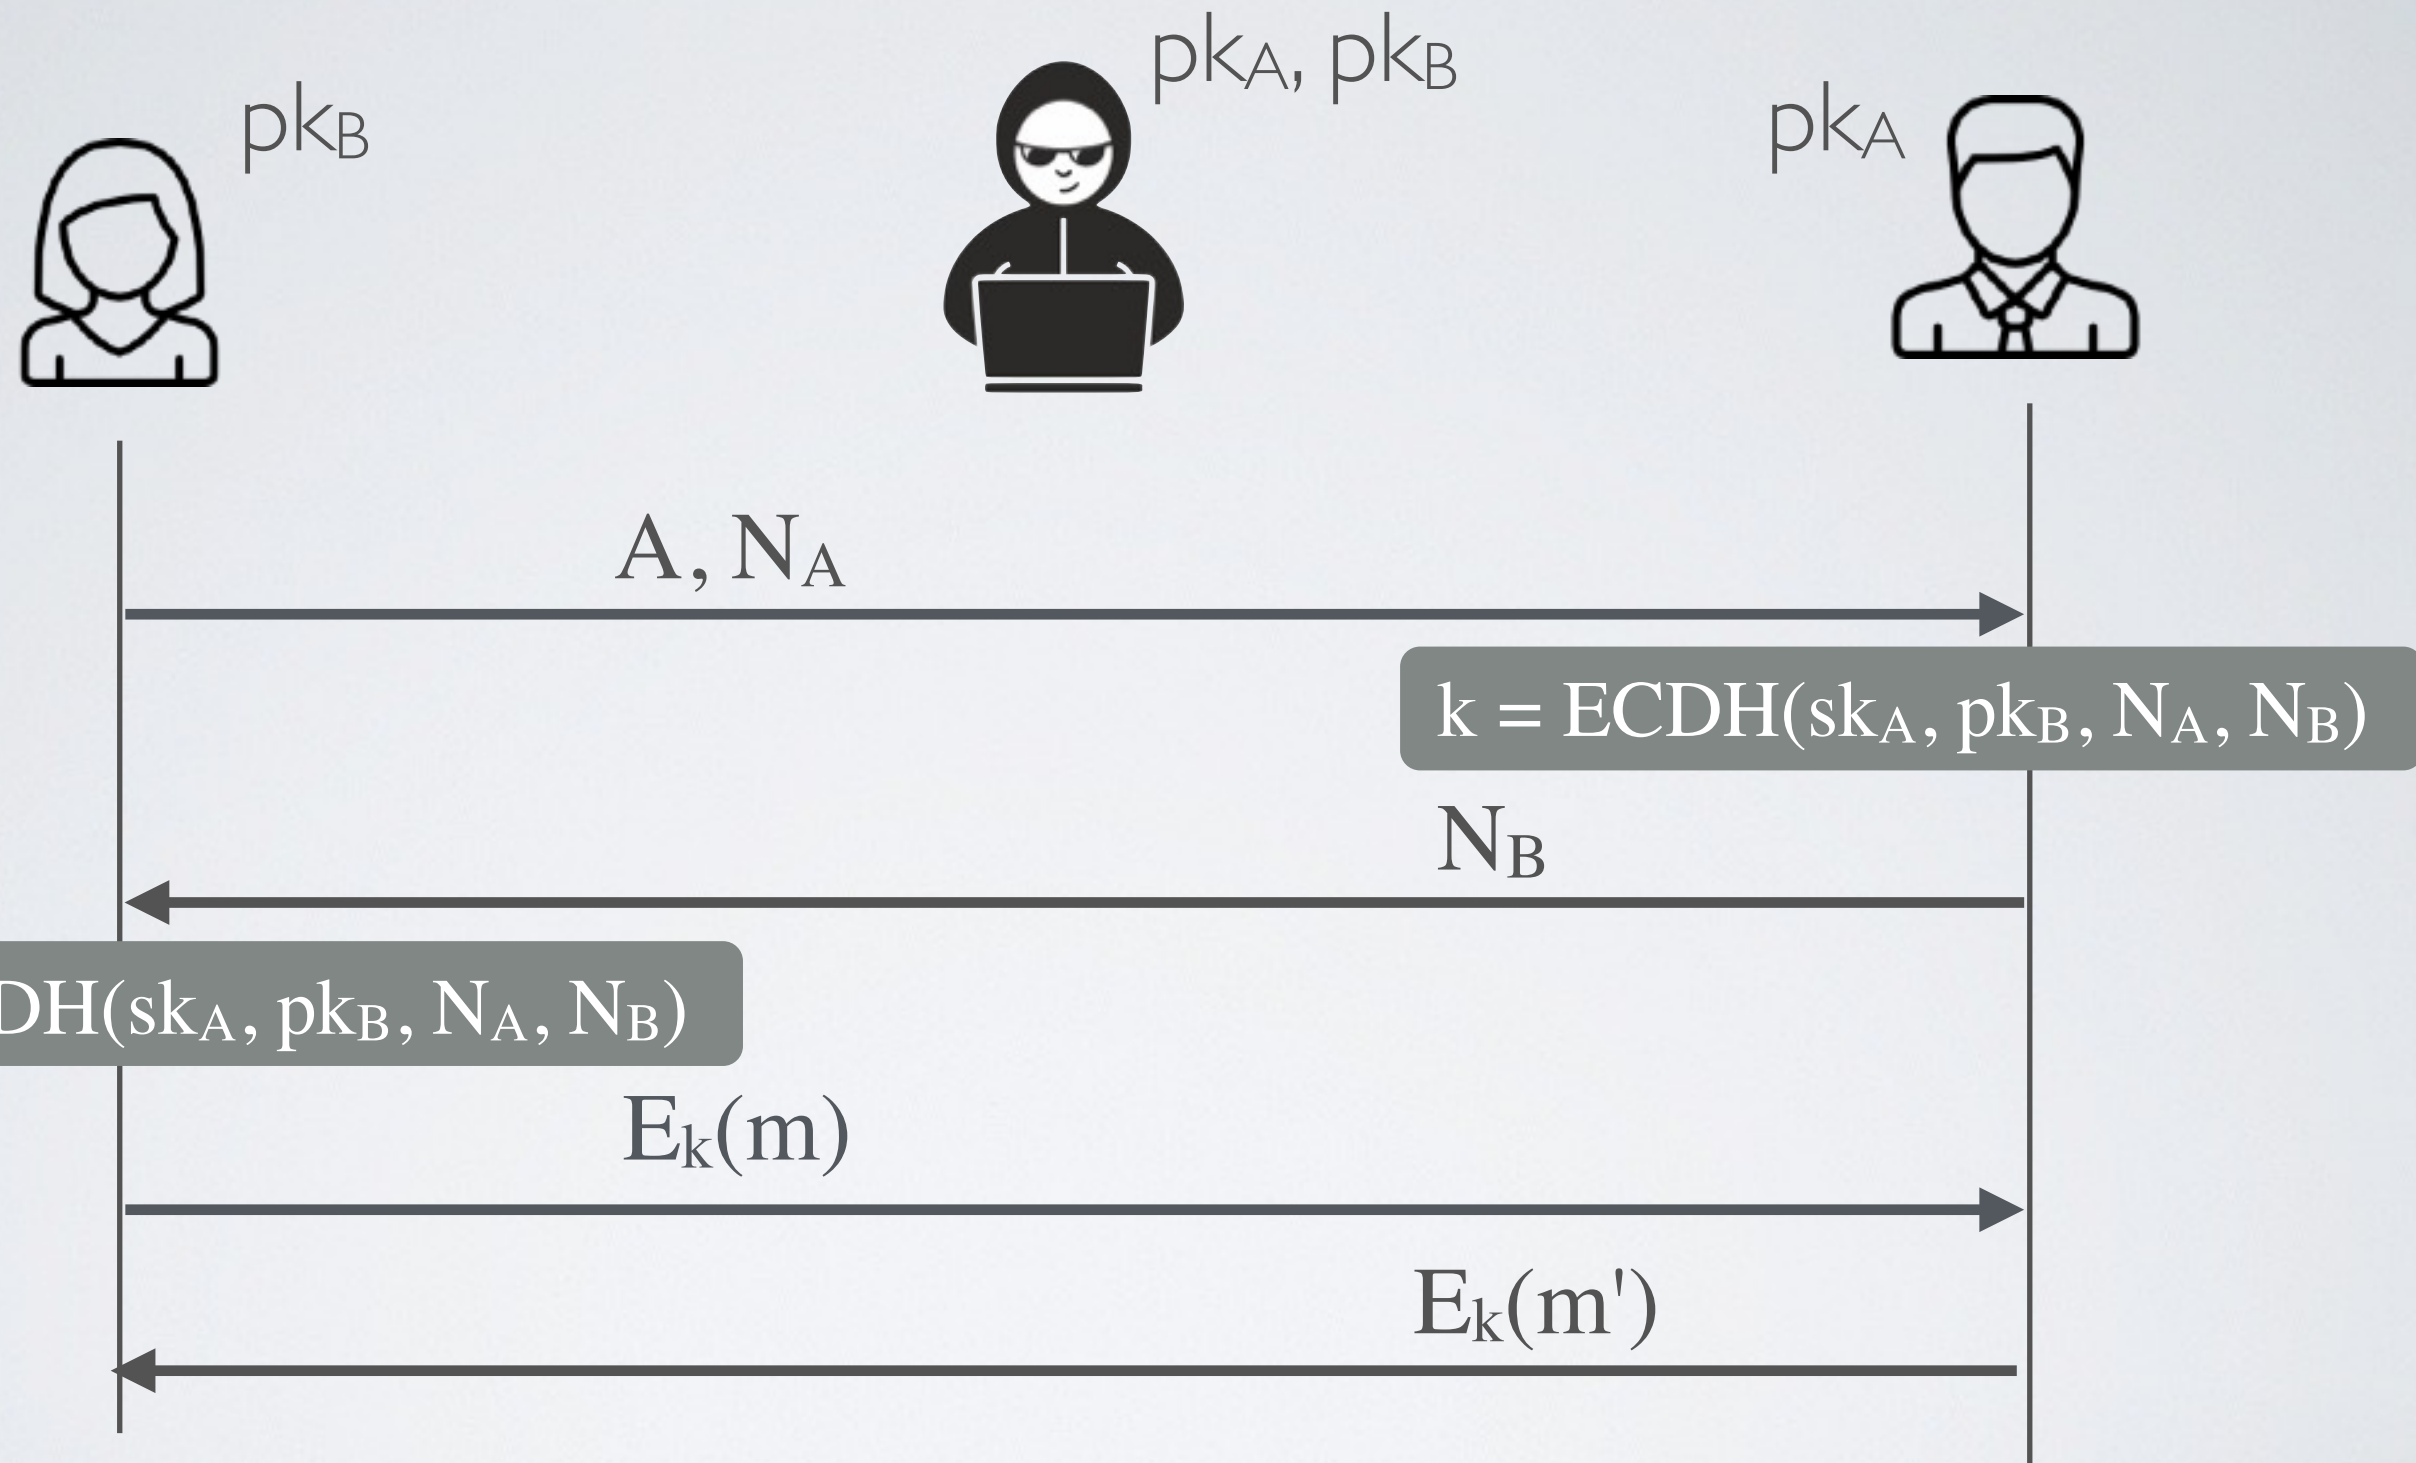 pkA, pkB
pkB
pkA
A, NA
k = ECDH(skA, pkB, NA, NB)
NB
DH(skA, pkB, NA, NB)
Ek(m)
Ek(m')